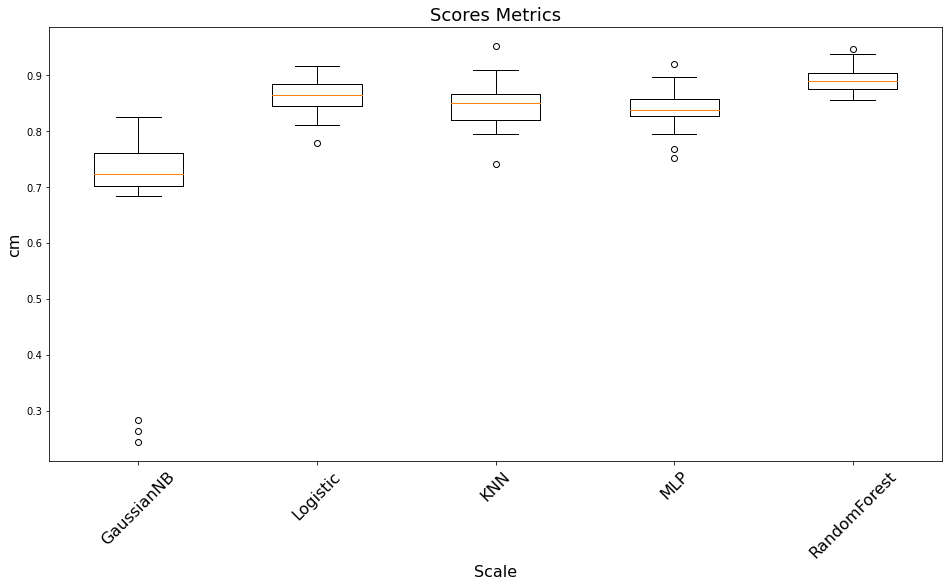 Scores Metrics
cm
0.9
0.8
0.7
0.6
0.5
0.4
0.3
GaussianNB
Logistic
KNN
MLP
RandomForest
Scale